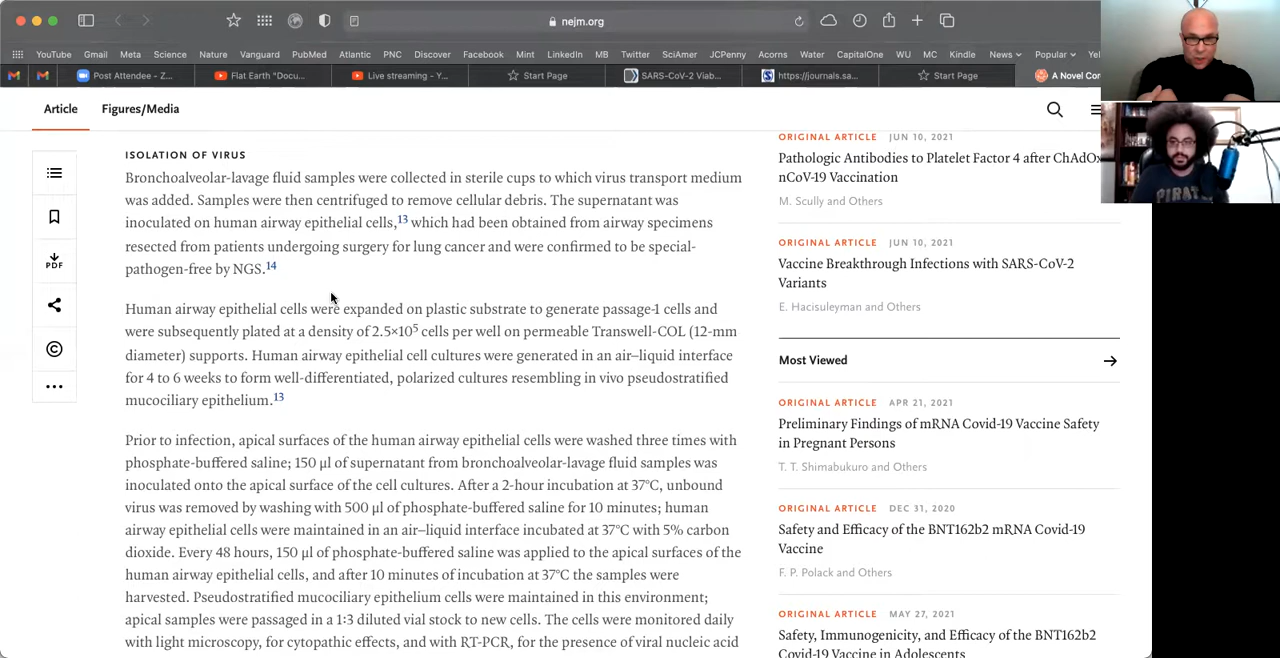 nejm.org
YouTube Gmail Meta Science Nature Vanguard PubMed Atlantic PNC Discover Facebook Mint LinkedIn MB Twitter SciAmer JCPenny Acorns Water CapitalOne WU MC Kindle News Popular Yel
Post Attendee - Z... Flat Earth "Docu... Live streaming - Y... Start Page SARS-CoV-2 Viab... https://journals.sa... Start Page A Novel Cor
Article Figures/Media
ISOLATION OF VIRUS
Bronchoalveolar-lavage fluid samples were collected in sterile cups to which virus transport medium
was added. Samples were then centrifuged to remove cellular debris. The supernatant was
inoculated on human airway epithelial cells,13 which had been obtained from airway specimens
resected from patients undergoing surgery for lung cancer and were confirmed to be special-
pathogen-free by NGS.14
Human airway epithelial cells were expanded on plastic substrate to generate passage-1 cells and
were subsequently plated at a density of 2.5×10⁵ cells per well on permeable Transwell-COL (12-mm
diameter) supports. Human airway epithelial cell cultures were generated in an air–liquid interface
for 4 to 6 weeks to form well-differentiated, polarized cultures resembling in vivo pseudostratified
mucociliary epithelium.13
Prior to infection, apical surfaces of the human airway epithelial cells were washed three times with
phosphate-buffered saline; 150 μl of supernatant from bronchoalveolar-lavage fluid samples was
inoculated onto the apical surface of the cell cultures. After a 2-hour incubation at 37°C, unbound
virus was removed by washing with 500 μl of phosphate-buffered saline for 10 minutes; human
airway epithelial cells were maintained in an air–liquid interface incubated at 37°C with 5% carbon
dioxide. Every 48 hours, 150 μl of phosphate-buffered saline was applied to the apical surfaces of the
human airway epithelial cells, and after 10 minutes of incubation at 37°C the samples were
harvested. Pseudostratified mucociliary epithelium cells were maintained in this environment;
apical samples were passaged in a 1:3 diluted vial stock to new cells. The cells were monitored daily
with light microscopy, for cytopathic effects, and with RT-PCR, for the presence of viral nucleic acid
PDF
ORIGINAL ARTICLE JUN 10, 2021
Pathologic Antibodies to Platelet Factor 4 after ChAdOx
nCoV-19 Vaccination
M. Scully and Others
ORIGINAL ARTICLE JUN 10, 2021
Vaccine Breakthrough Infections with SARS-CoV-2
Variants
E. Hacisuleyman and Others
Most Viewed
ORIGINAL ARTICLE APR 21, 2021
Preliminary Findings of mRNA Covid-19 Vaccine Safety
in Pregnant Persons
T. T. Shimabukuro and Others
ORIGINAL ARTICLE DEC 31, 2020
Safety and Efficacy of the BNT162b2 mRNA Covid-19
Vaccine
F. P. Polack and Others
ORIGINAL ARTICLE MAY 27, 2021
Safety, Immunogenicity, and Efficacy of the BNT162b2
Covid-19 Vaccine in Adolescents
PIRAT